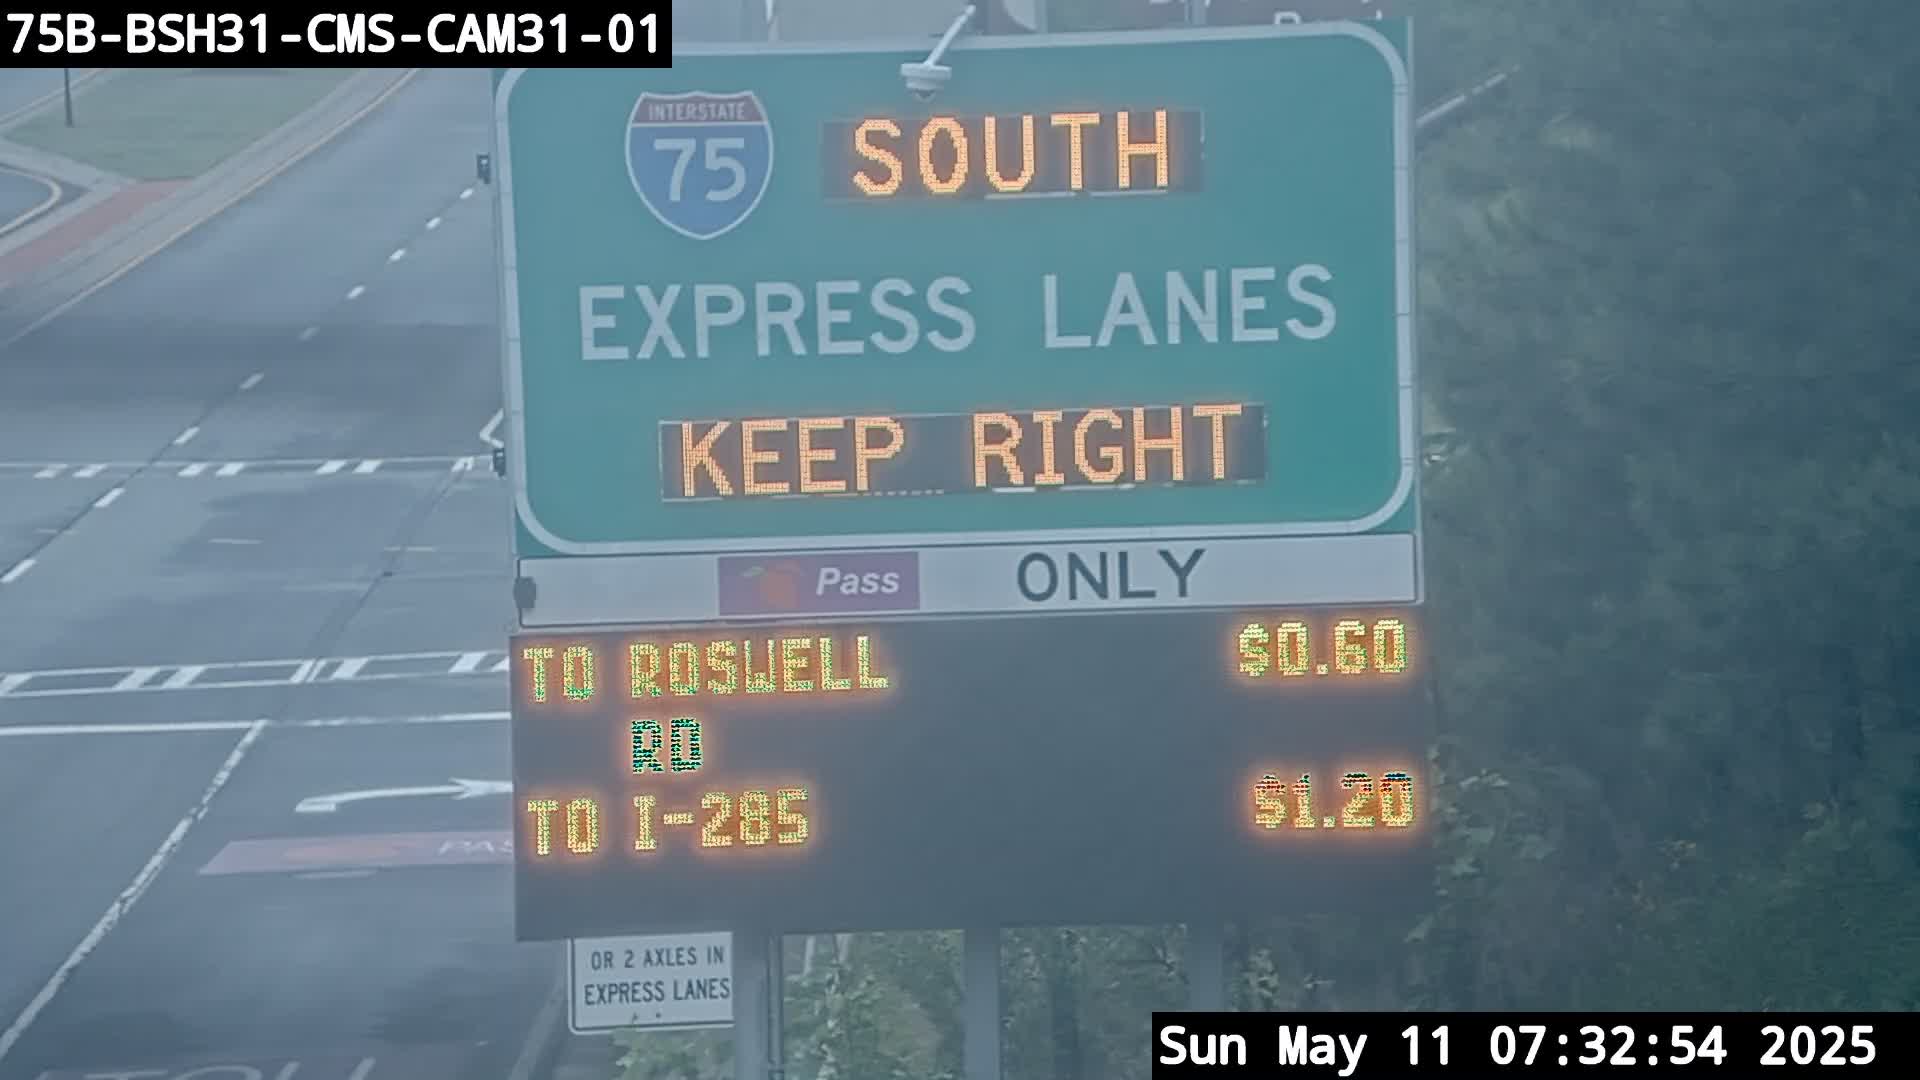 75B-BSH31-CMS-CAM31-01
INTERSTATE
75
SOUTH
EXPRESS LANES
KEEP RIGHT
Pass ONLY
TO ROSWELL $0.60
RD
TO I-285 $1.20
OR 2 AXLES IN
EXPRESS LANES
Sun May 11 07:32:54 2025